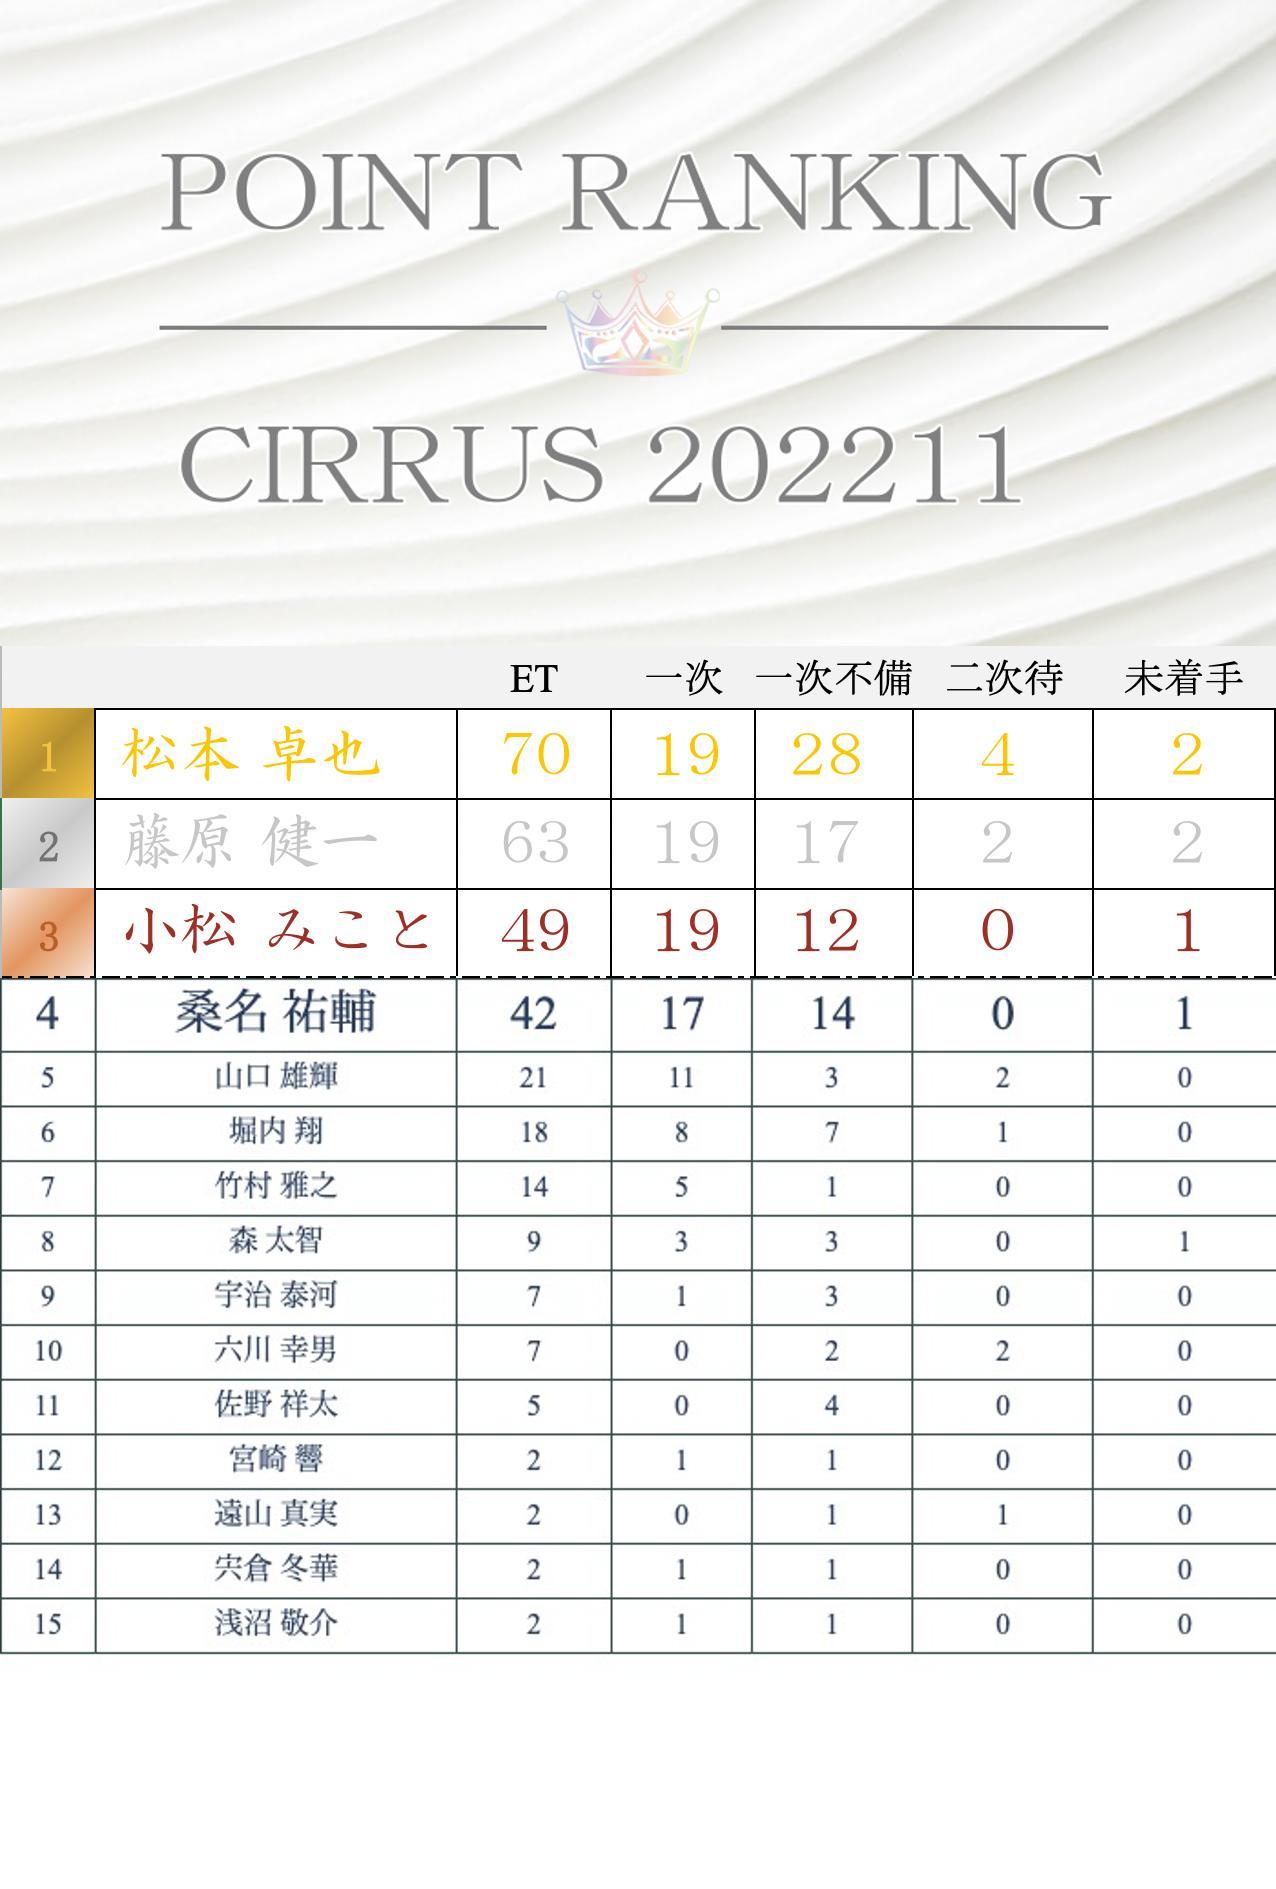 POINT RANKING
CIRRUS 202211
ET 一次 一次不備 二次待 未着手
1 松本 卓也 70 19 28 4 2
2 藤原 健一 63 19 17 2 2
3 小松 みこと 49 19 12 0 1
4 桑名 祐輔 42 17 14 0 1
5 山口 雄輝 21 11 3 2 0
6 堀内 翔 18 8 7 1 0
7 竹村 雅之 14 5 1 0 0
8 森 太智 9 3 3 0 1
9 宇治 泰河 7 1 3 0 0
10 六川 幸男 7 0 2 2 0
11 佐野 祥太 5 0 4 0 0
12 宮崎 響 2 1 1 0 0
13 遠山 真実 2 0 1 1 0
14 宍倉 冬華 2 1 1 0 0
15 浅沼 敬介 2 1 1 0 0